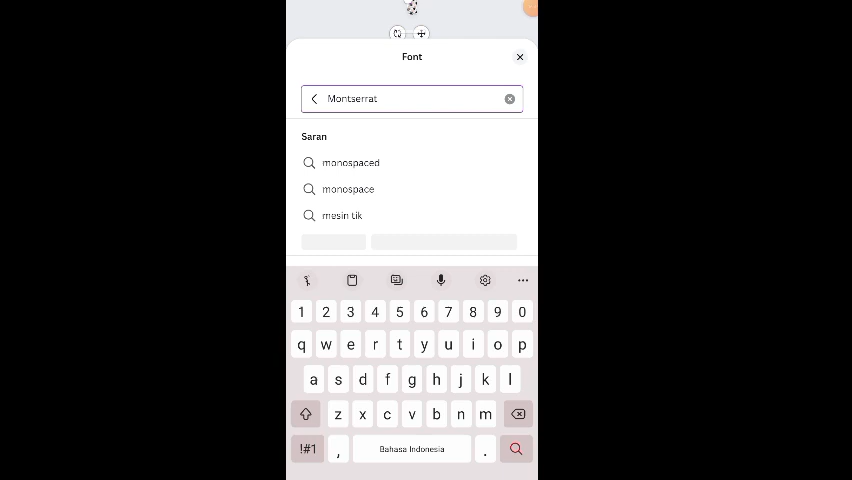 Font
Montserrat
Saran
monospaced
monospace
mesin tik
1 2 3 4 5 6 7 8 9 0
q w e r t y u i o p
a s d f g h j k l
z x c v b n m
!#1 , Bahasa Indonesia .